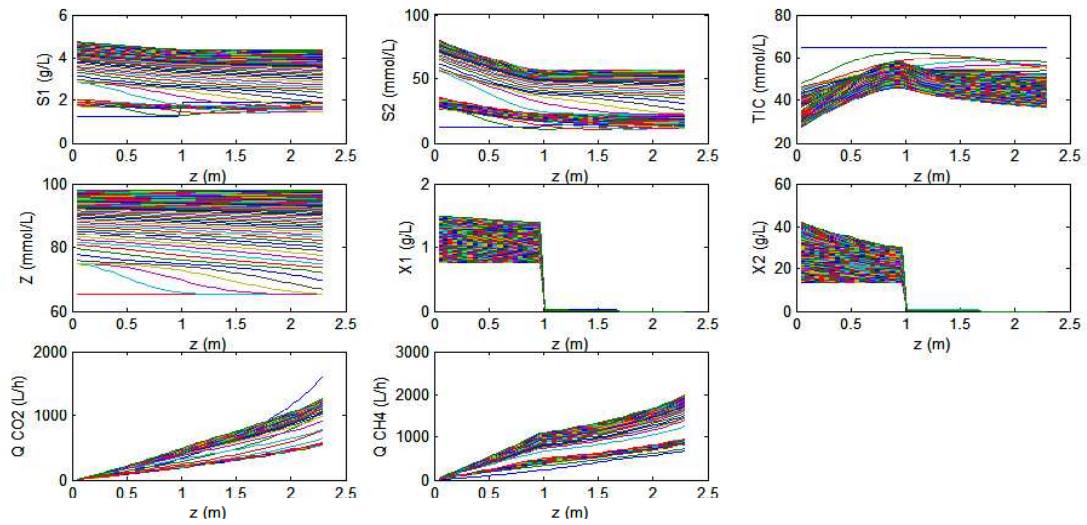 S1 (g/L)
6
4
2
0
0 0.5 1 1.5 2 2.5
z (m)
S2 (mmol/L)
100
50
0
0 0.5 1 1.5 2 2.5
z (m)
TIC (mmol/L)
80
60
40
20
0 0.5 1 1.5 2 2.5
z (m)
Z (mmol/L)
100
80
60
0 0.5 1 1.5 2 2.5
z (m)
X1 (g/L)
2
1
0
0 0.5 1 1.5 2 2.5
z (m)
X2 (g/L)
60
40
20
0
0 0.5 1 1.5 2 2.5
z (m)
Q CO2 (L/h)
2000
1000
0
0 0.5 1 1.5 2 2.5
z (m)
Q CH4 (L/h)
3000
2000
1000
0
0 0.5 1 1.5 2 2.5
z (m)